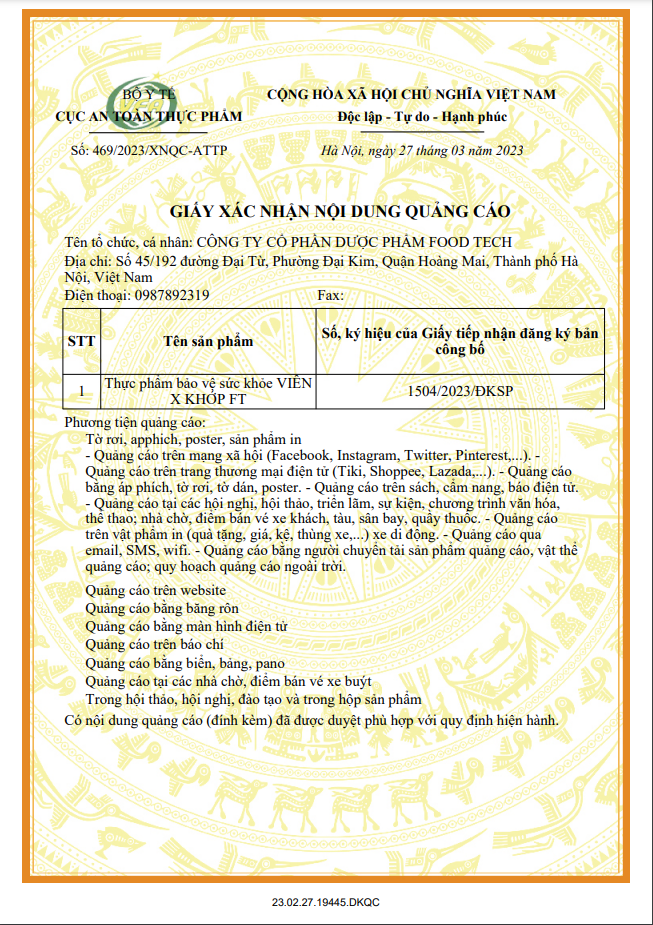 BỘ Y TẾ
CỤC AN TOÀN THỰC PHẨM
Số: 469/2023/XNQC-ATTP
CỘNG HÒA XÃ HỘI CHỦ NGHĨA VIỆT NAM
Độc lập - Tự do - Hạnh phúc
Hà Nội, ngày 27 tháng 03 năm 2023
GIẤY XÁC NHẬN NỘI DUNG QUẢNG CÁO
Tên tổ chức, cá nhân: CÔNG TY CỔ PHẦN DƯỢC PHẨM FOOD TECH
Địa chỉ: Số 45/192 đường Đại Từ, Phường Đại Kim, Quận Hoàng Mai, Thành phố Hà
Nội, Việt Nam
Điện thoại: 0987892319 Fax:
STT
Tên sản phẩm
Số, ký hiệu của Giấy tiếp nhận đăng ký bản
công bố
1
Thực phẩm bảo vệ sức khỏe VIÊN
X KHỚP FT
1504/2023/ĐKSP
Phương tiện quảng cáo:
Tờ rơi, apphich, poster, sản phẩm in
- Quảng cáo trên mạng xã hội (Facebook, Instagram, Twitter, Pinterest,...). -
Quảng cáo trên trang thương mại điện tử (Tiki, Shoppee, Lazada,...). - Quảng cáo
bằng áp phích, tờ rơi, tờ dán, poster. - Quảng cáo trên sách, cẩm nang, báo điện tử.
- Quảng cáo tại các hội nghị, hội thảo, triển lãm, sự kiện, chương trình văn hóa,
thể thao; nhà chờ, điểm bán vé xe khách, tàu, sân bay, quầy thuốc. - Quảng cáo
trên vật phẩm in (quà tặng, giá, kệ, thùng xe,...) xe di động. - Quảng cáo qua
email, SMS, wifi. - Quảng cáo bằng người chuyển tải sản phẩm quảng cáo, vật thể
quảng cáo; quy hoạch quảng cáo ngoài trời.
Quảng cáo trên website
Quảng cáo bằng băng rôn
Quảng cáo bằng màn hình điện tử
Quảng cáo trên báo chí
Quảng cáo bằng biển, bảng, pano
Quảng cáo tại các nhà chờ, điểm bán vé xe buýt
Trong hội thảo, hội nghị, đào tạo và trong hộp sản phẩm
Có nội dung quảng cáo (đính kèm) đã được duyệt phù hợp với quy định hiện hành.
23.02.27.19445.DKQC